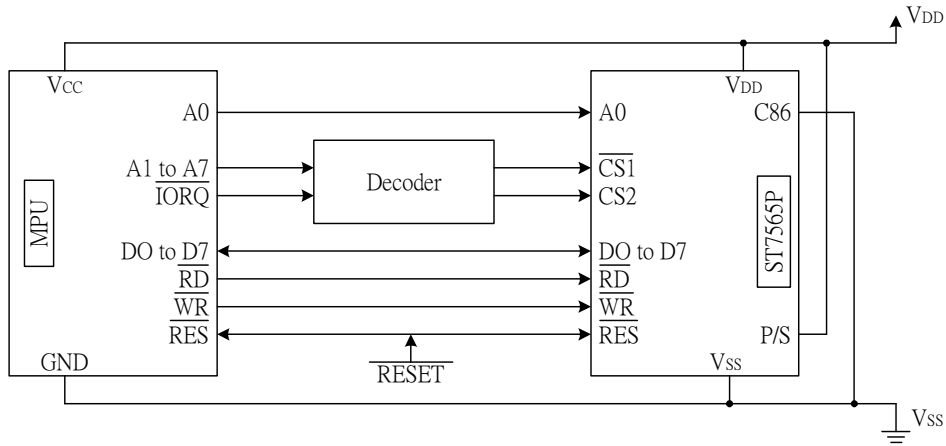 VDD
VCC
VDD
A0
A0
C86
A1 to A7
Decoder
CS1
IORQ
CS2
MPU
ST7565P
DO to D7
DO to D7
RD
RD
WR
WR
RES
RES
P/S
GND
RESET
VSS
VSS